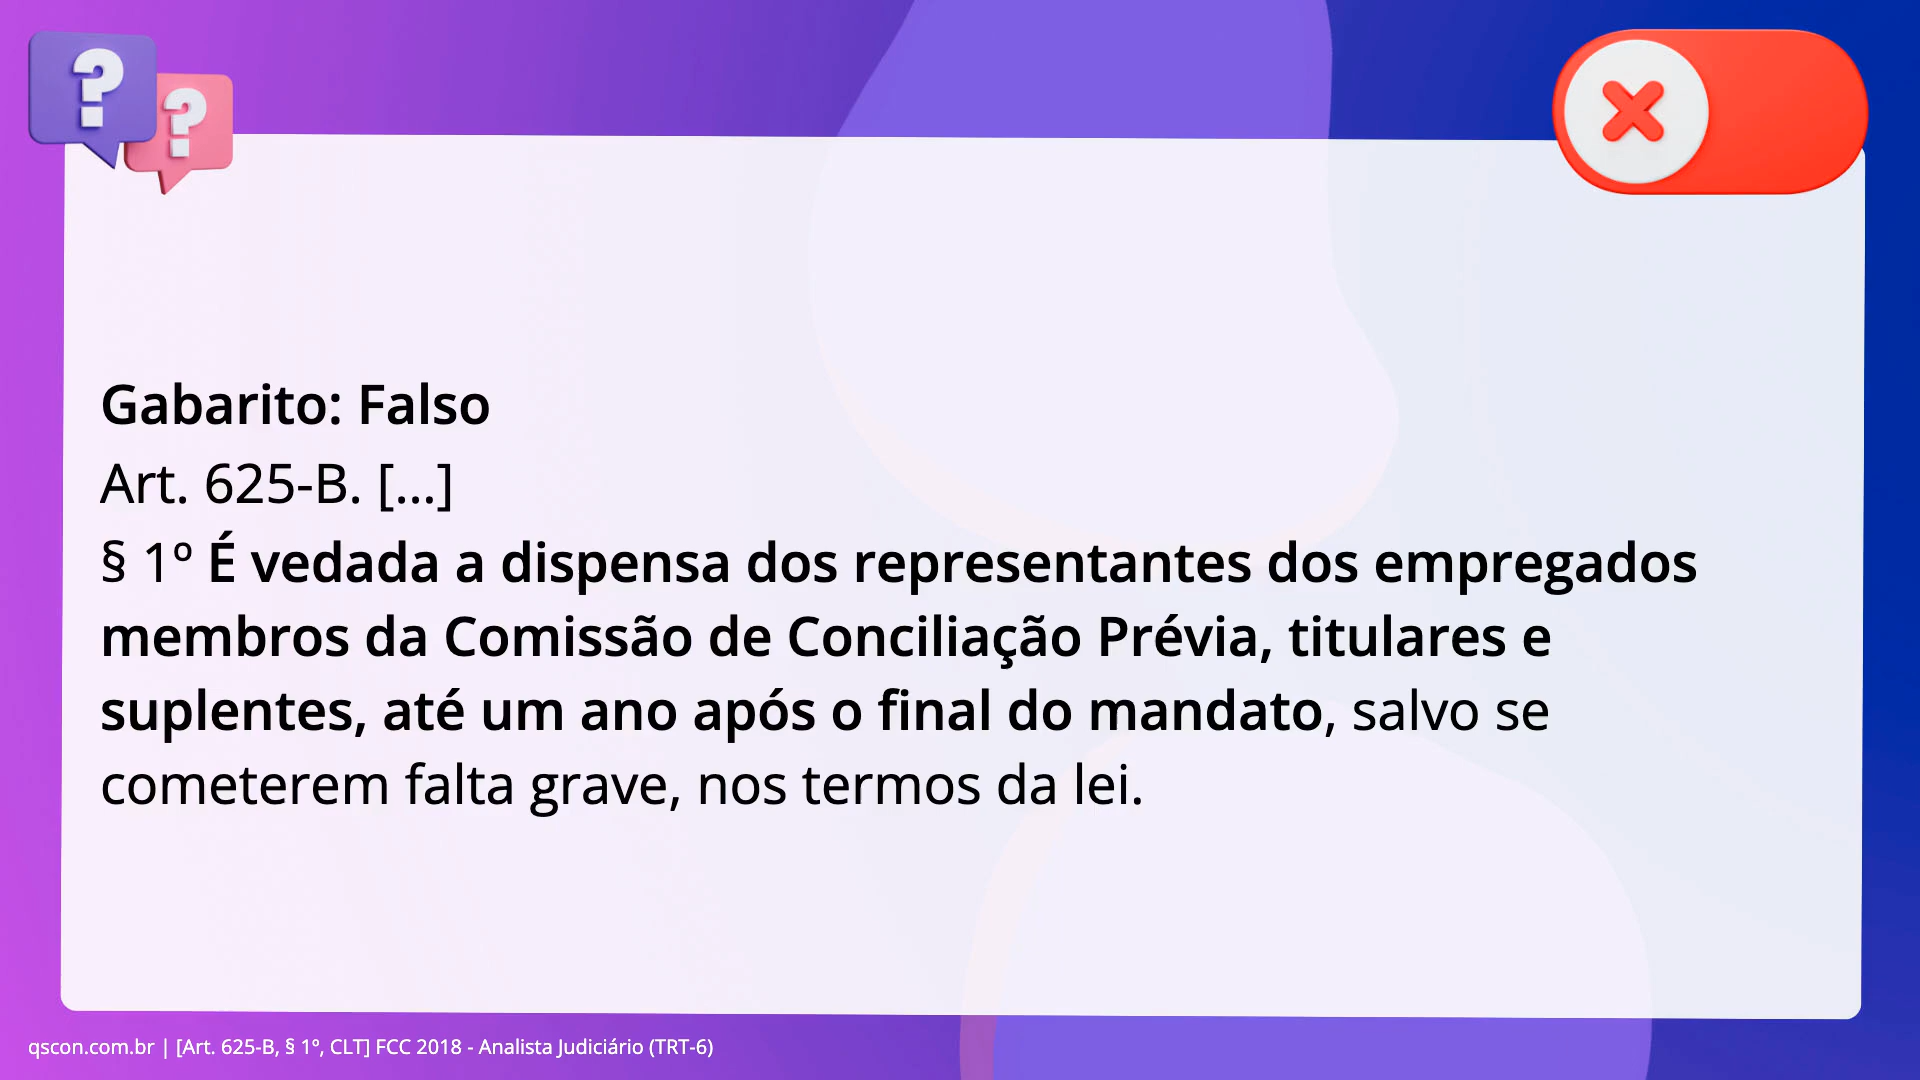 ?
?
Gabarito: Falso
Art. 625-B. [...]
§ 1º É vedada a dispensa dos representantes dos empregados
membros da Comissão de Conciliação Prévia, titulares e
suplentes, até um ano após o final do mandato, salvo se
cometerem falta grave, nos termos da lei.
qscon.com.br | [Art. 625-B, § 1º, CLT] FCC 2018 - Analista Judiciário (TRT-6)